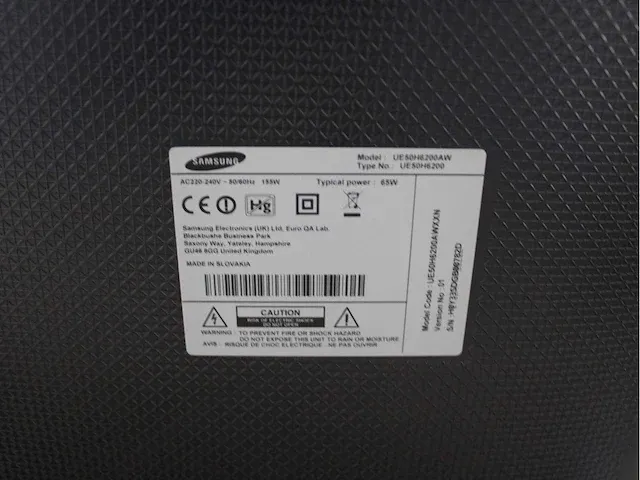 SAMSUNG
Model : UE50H6200AW
Type No : UE50H6200
AC220-240V ~ 50/60Hz 155W
Typical power : 65W
CE
Hg
Samsung Electronics (UK) Ltd, Euro QA Lab.
Blackbushe Business Park
Saxony Way, Yateley, Hampshire
GU46 6GG United Kingdom
MADE IN SLOVAKIA
CAUTION
RISK OF ELECTRIC SHOCK
DO NOT OPEN
WARNING : TO PREVENT FIRE OR SHOCK HAZARD
DO NOT EXPOSE THIS UNIT TO RAIN OR MOISTURE
AVIS : RISQUE DE CHOC ELECTRIQUE - NE PAS OUVRIR
Model Code : UE50H6200AWXXN
Version No : 01
S/N :